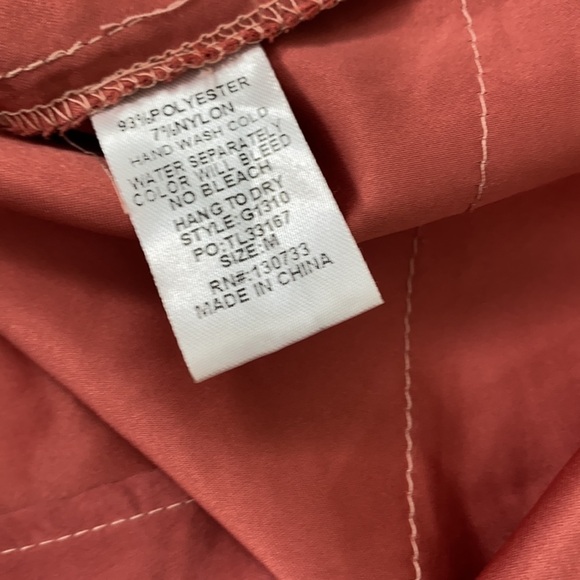 93%POLYESTER
7%NYLON
HAND WASH COLD
WATER SEPARATELY
COLOR WILL BLEED
NO BLEACH
HANG TO DRY
STYLE: G1310
PO:TL33167
SIZE:M
RN#:130733
MADE IN CHINA